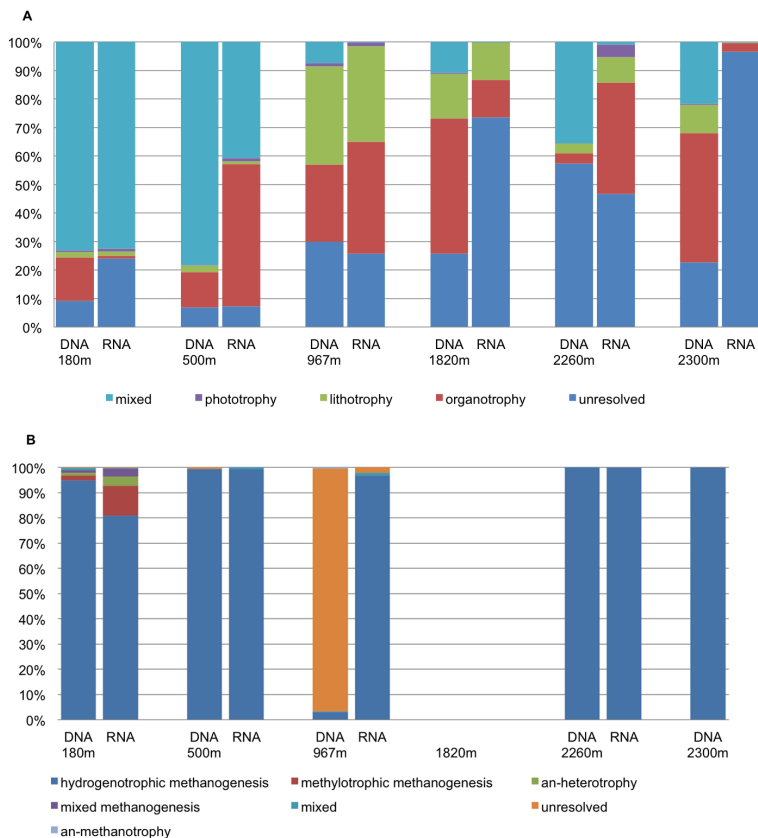 A
100%
90%
80%
70%
60%
50%
40%
30%
20%
10%
0%
DNA RNA DNA RNA DNA RNA DNA RNA DNA RNA DNA RNA
180m 500m 967m 1820m 2260m 2300m
mixed phototrophy lithotrophy organotrophy unresolved
B
100%
90%
80%
70%
60%
50%
40%
30%
20%
10%
0%
DNA RNA DNA RNA DNA RNA DNA RNA DNA
180m 500m 967m 1820m 2260m 2300m
hydrogenotrophic methanogenesis methylotrophic methanogenesis an-heterotrophy
mixed methanogenesis mixed unresolved
an-methanotrophy